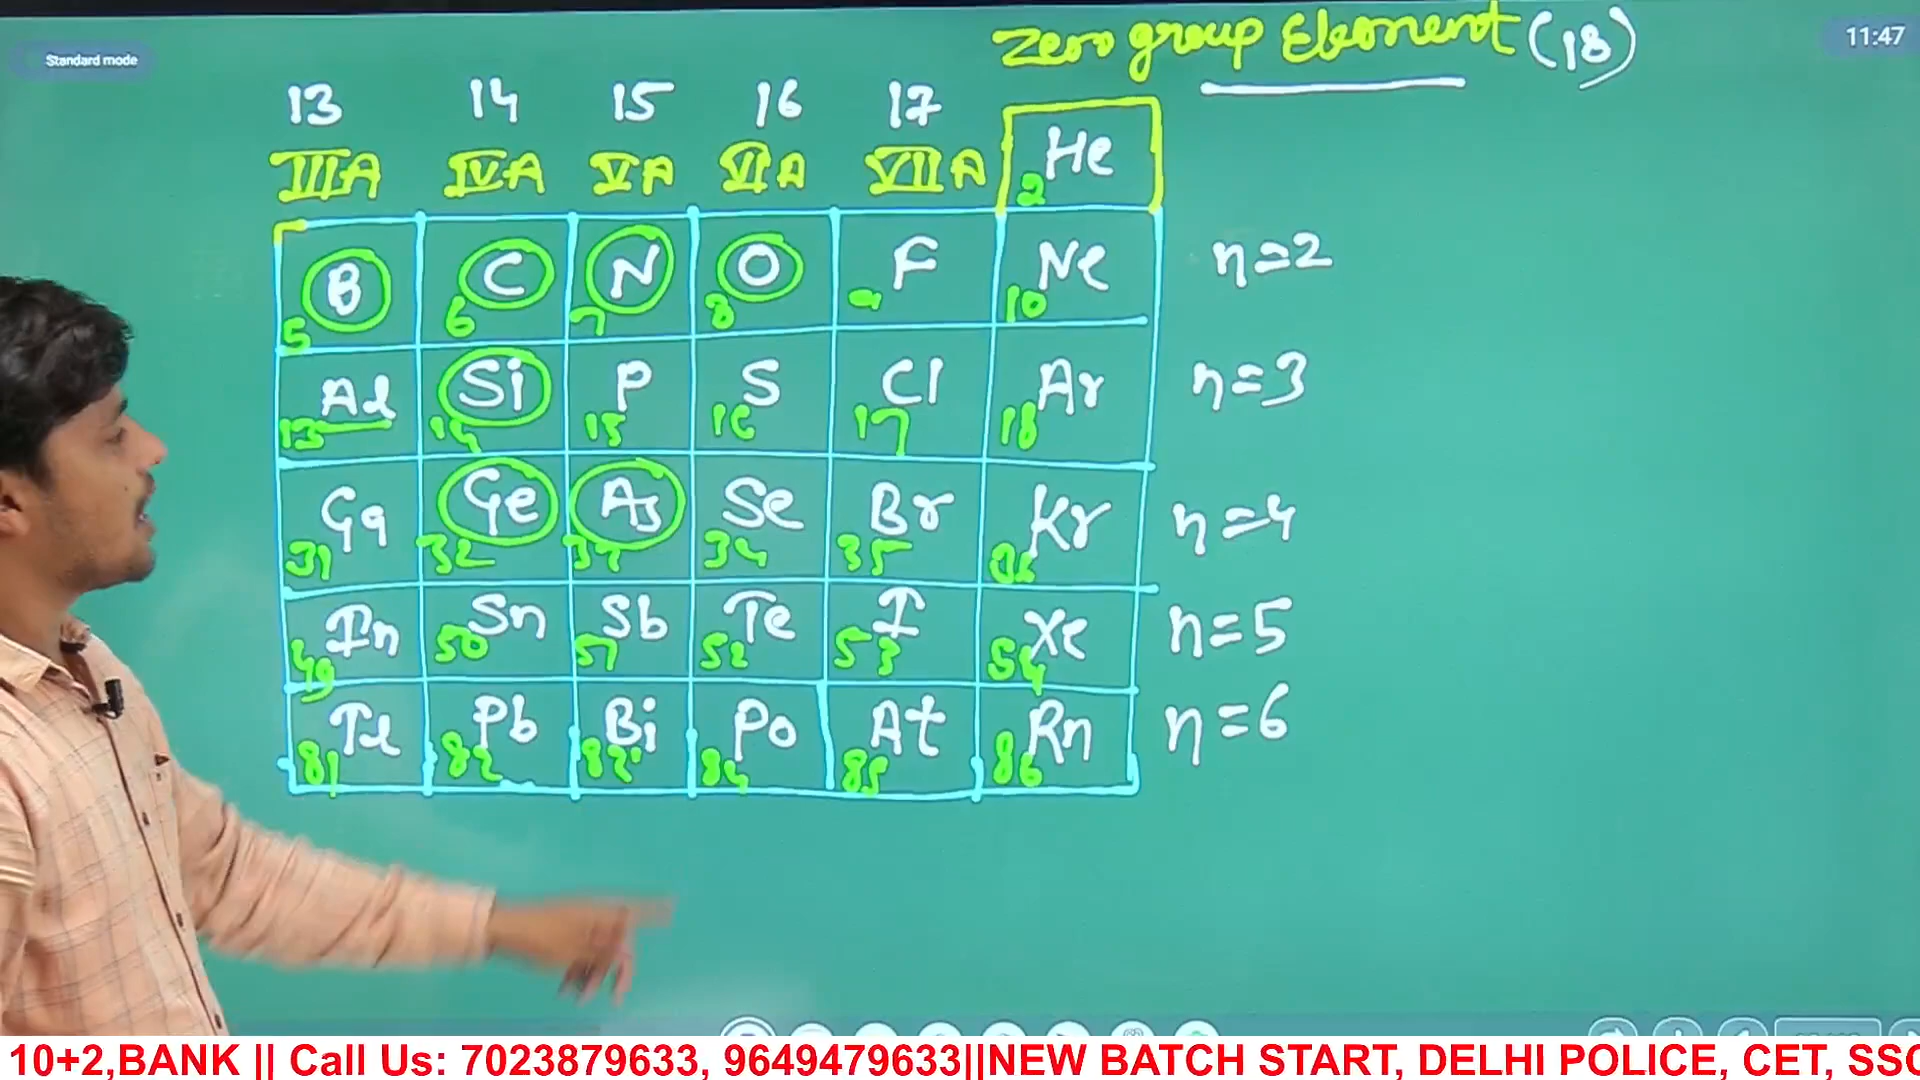 Zero group Element (18)
11:47
Standard mode
13 14 15 16 17
IIIA IVA VA VIA VIIA He
2
B C N O F Ne n=2
5 6 7 8 9 10
Al Si P S Cl Ar n=3
13 14 15 16 17 18
Ga Ge As Se Br Kr n=4
31 32 33 34 35 36
In Sn Sb Te I Xe n=5
49 50 51 52 53 54
Tl Pb Bi Po At Rn n=6
81 82 84 85 86
10+2,BANK || Call Us: 7023879633, 9649479633||NEW BATCH START, DELHI POLICE, CET, SSC